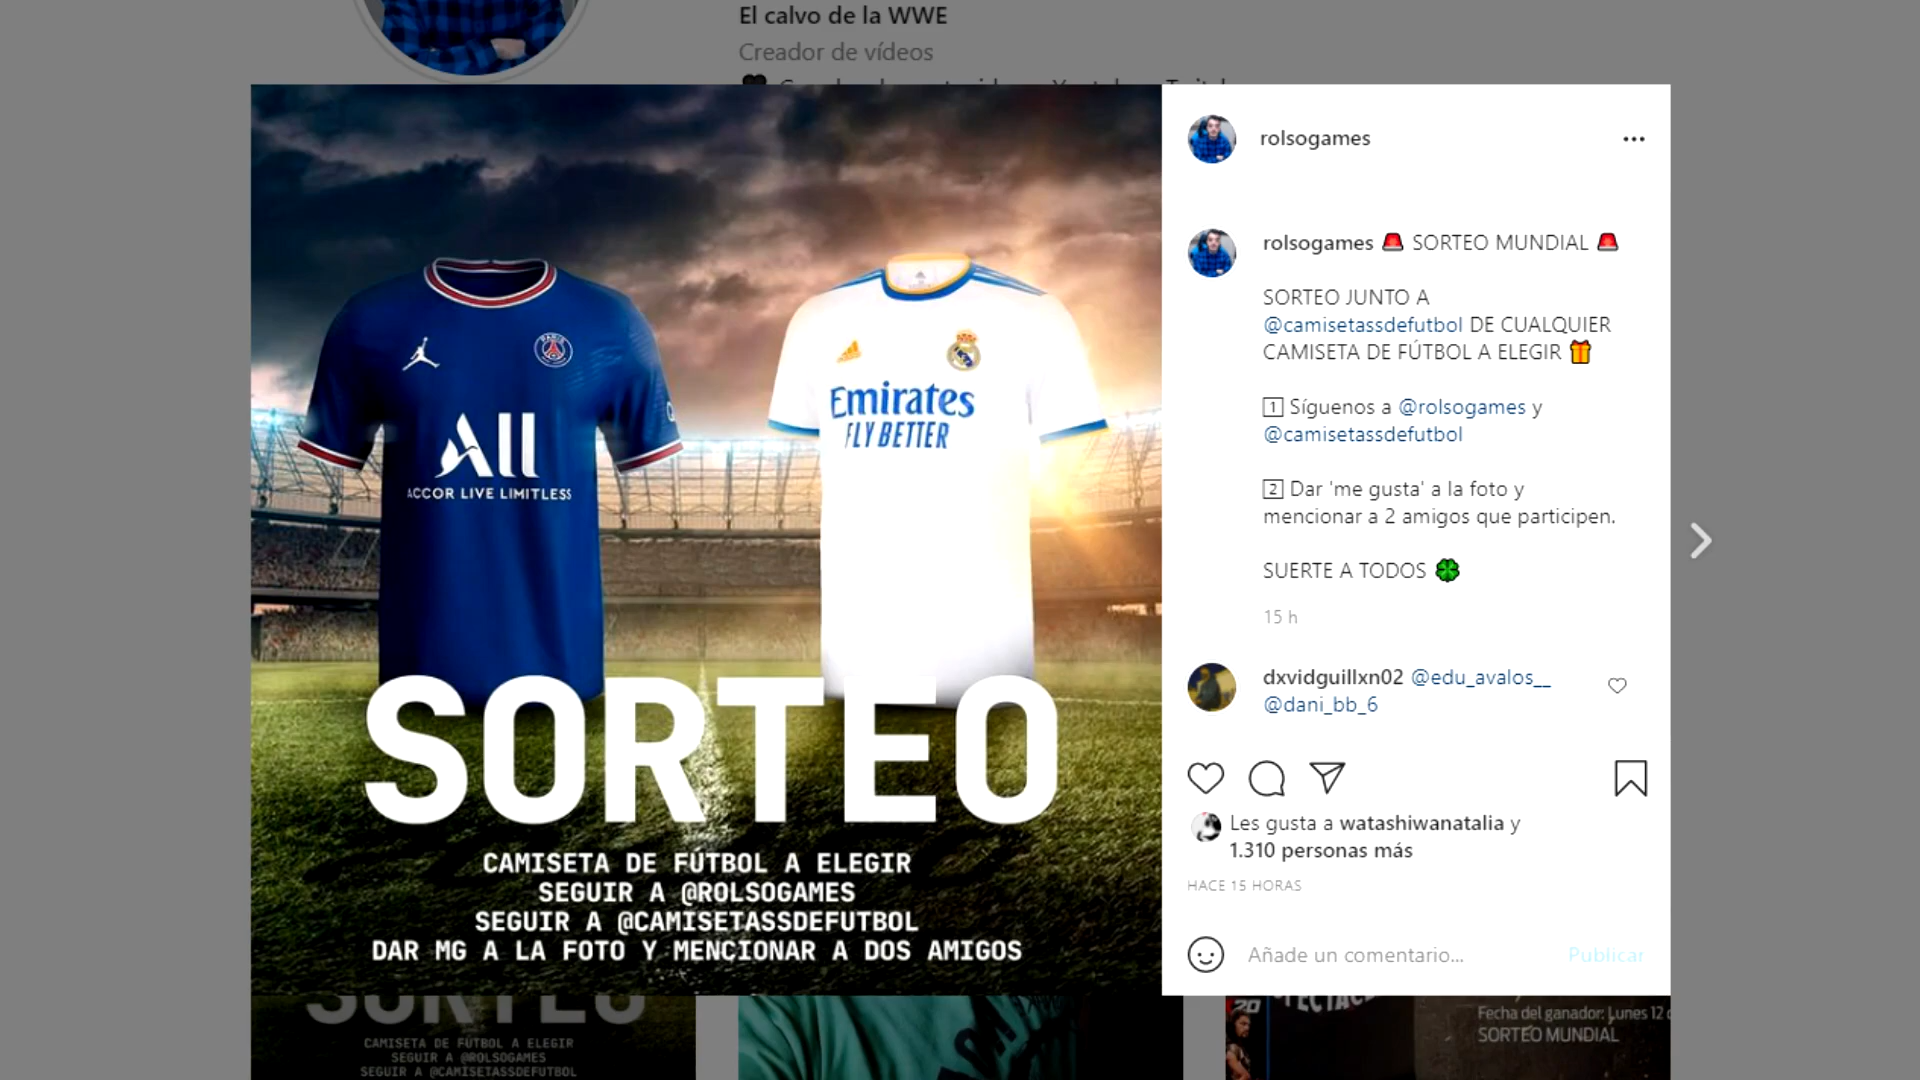 El calvo de la WWE
Creador de vídeos
PARIS
All
ACCOR LIVE LIMITLESS
Emirates
FLY BETTER
SORTEO
CAMISETA DE FÚTBOL A ELEGIR
SEGUIR A @ROLSOGAMES
SEGUIR A @CAMISETASSDEFUTBOL
DAR MG A LA FOTO Y MENCIONAR A DOS AMIGOS
rolsogames
rolsogames 🚨 SORTEO MUNDIAL 🚨
SORTEO JUNTO A
@camisetassdefutbol DE CUALQUIER
CAMISETA DE FÚTBOL A ELEGIR 🎁
1 Síguenos a @rolsogames y
@camisetassdefutbol
2 Dar 'me gusta' a la foto y
mencionar a 2 amigos que participen.
SUERTE A TODOS 🍀
15 h
dxvidguillxn02 @edu_avalos__
@dani_bb_6
Les gusta a watashiwanatalia y
1.310 personas más
HACE 15 HORAS
Añade un comentario...
Publicar
SORTEO
CAMISETA DE FÚTBOL A ELEGIR
SEGUIR A @ROLSOGAMES
SEGUIR A @CAMISETASSDEFUTBOL
20
Fecha del ganador: Lunes 12
SORTEO MUNDIAL